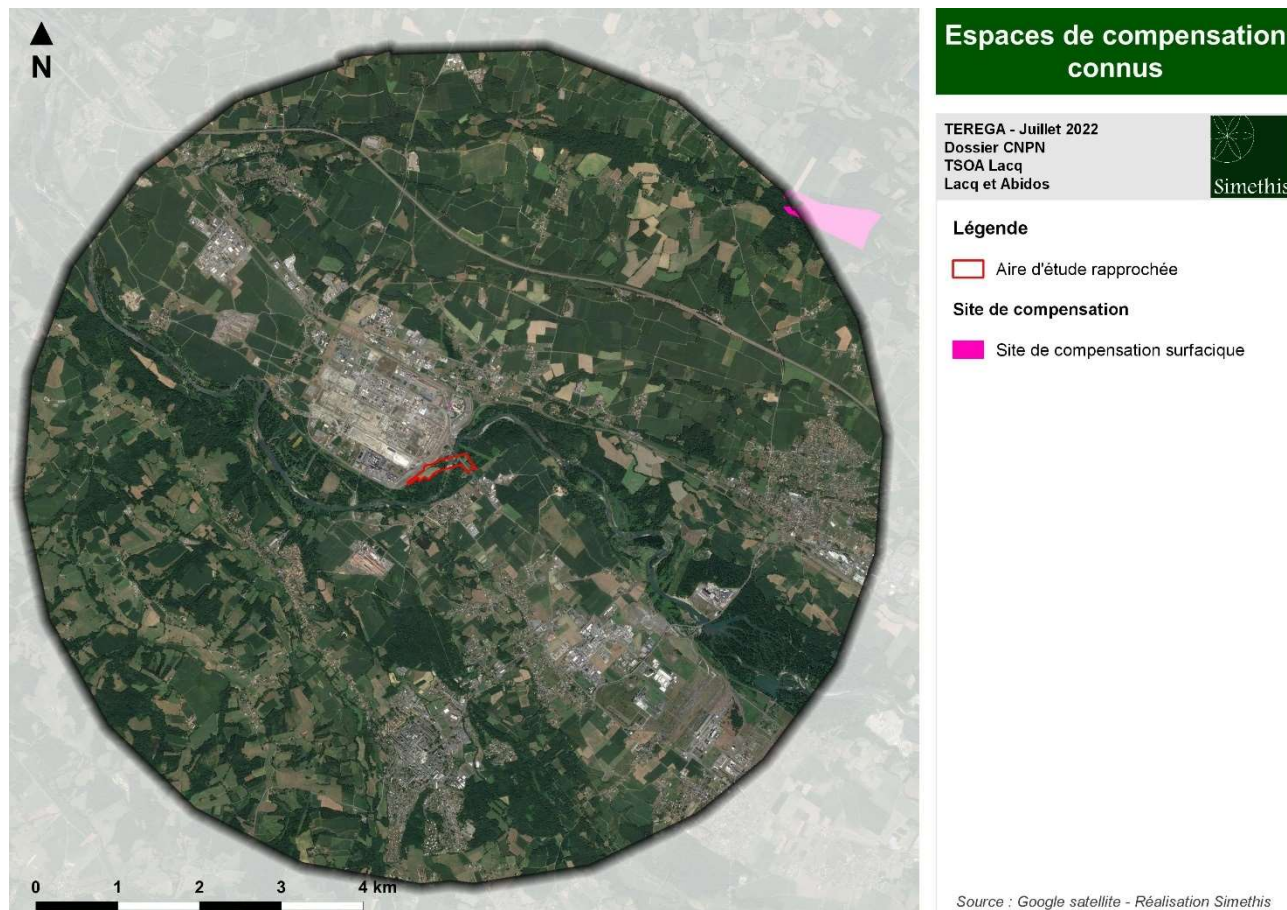 N
0 1 2 3 4 km
Espaces de compensation
connus
TEREGA - Juillet 2022
Dossier CNPN
TSOA Lacq
Lacq et Abidos
Simethis
Légende
Aire d'étude rapprochée
Site de compensation
Site de compensation surfacique
Source : Google satellite - Réalisation Simethis